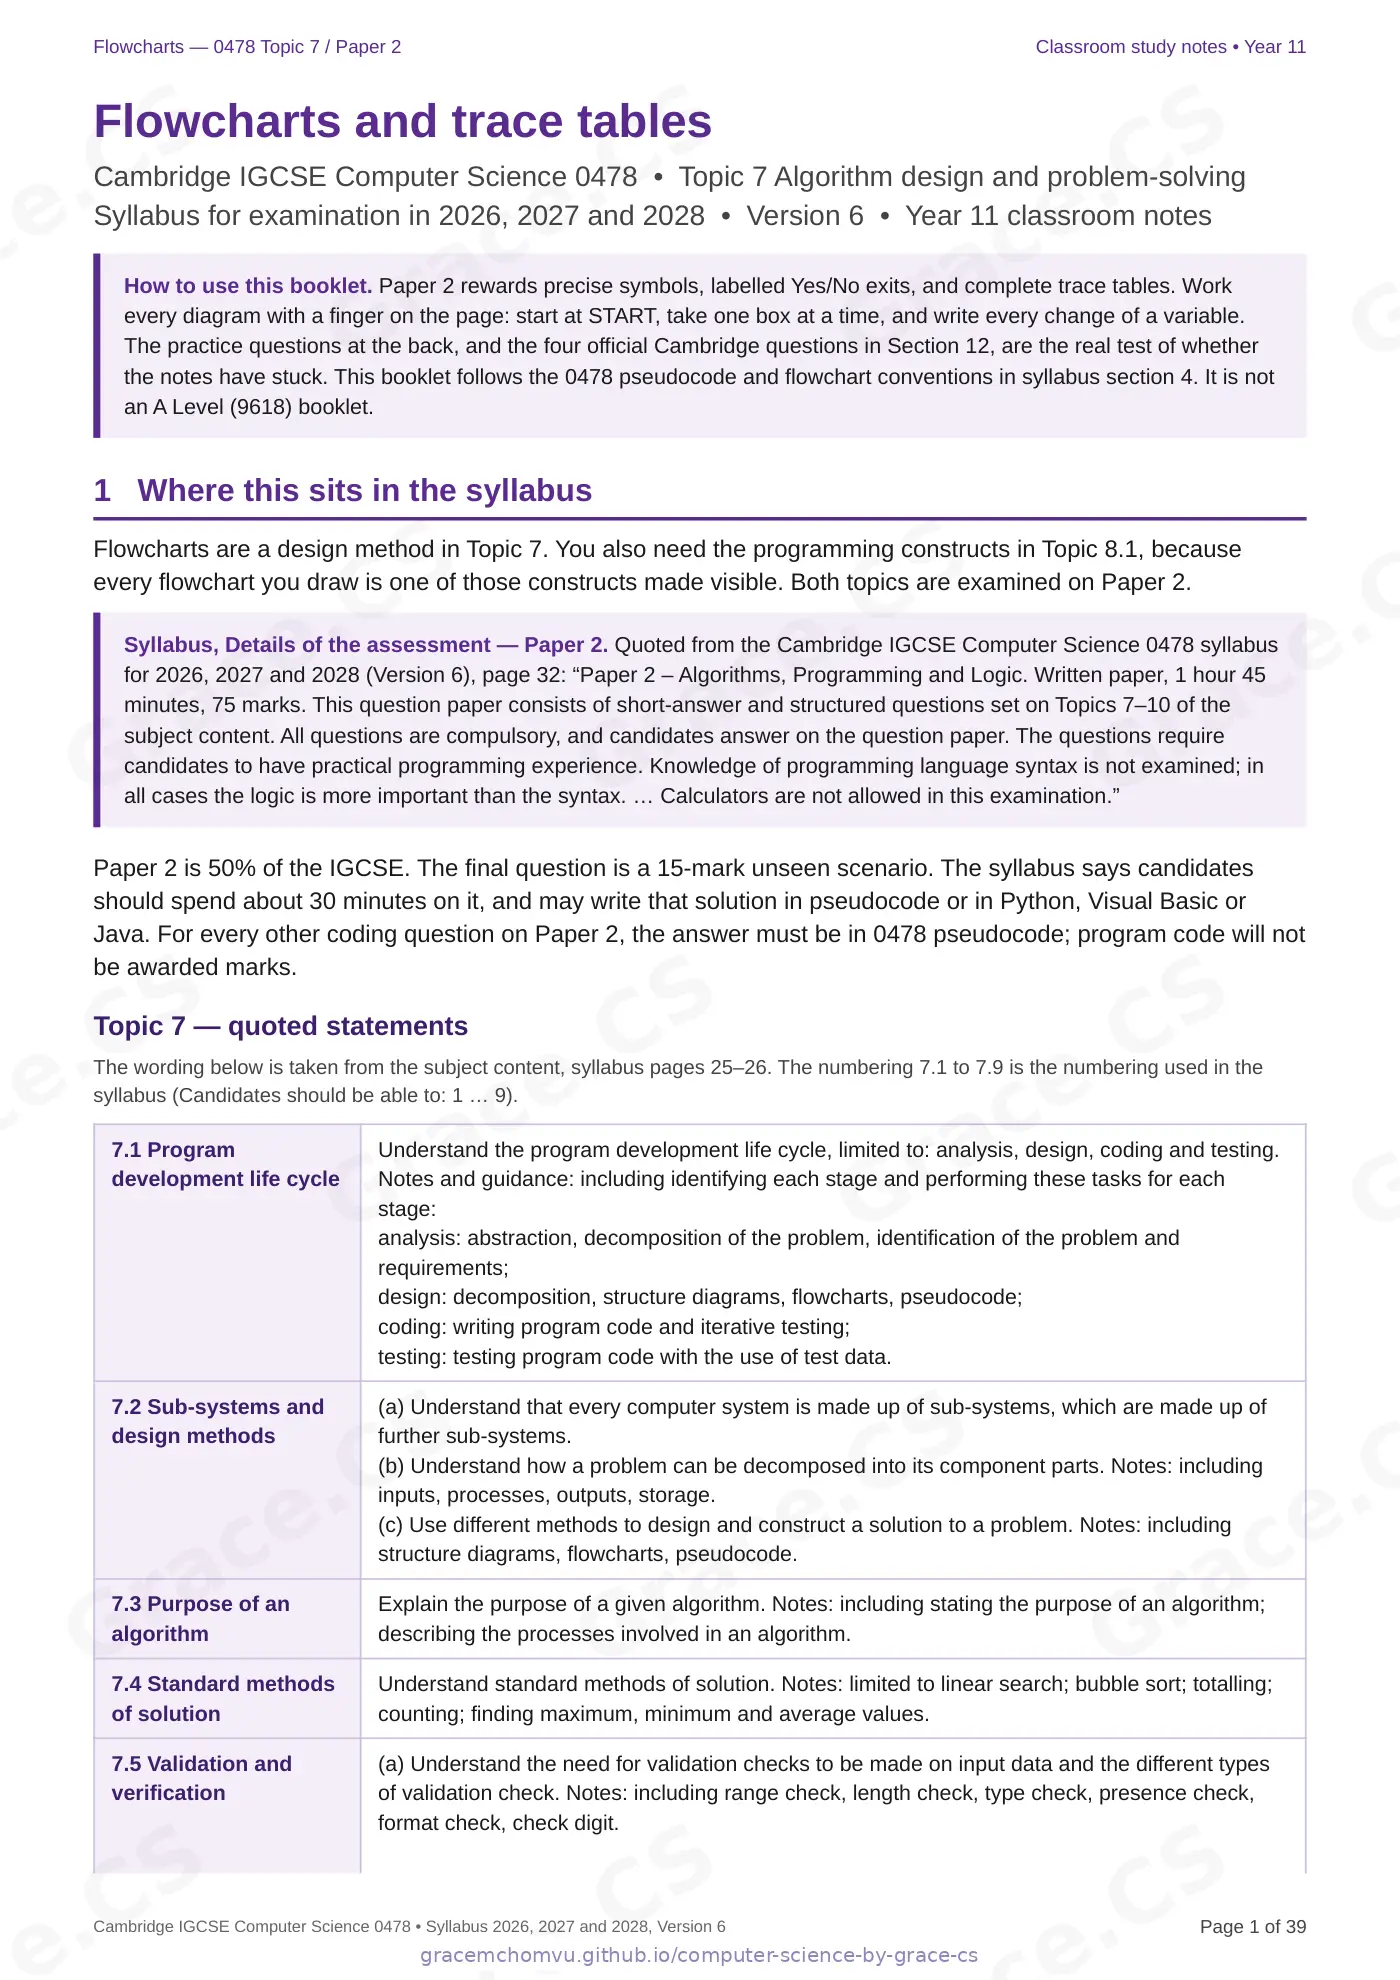 Flowcharts — 0478 Topic 7 / Paper 2
Classroom study notes • Year 11
Flowcharts and trace tables
Cambridge IGCSE Computer Science 0478 • Topic 7 Algorithm design and problem-solving
Syllabus for examination in 2026, 2027 and 2028 • Version 6 • Year 11 classroom notes
How to use this booklet. Paper 2 rewards precise symbols, labelled Yes/No exits, and complete trace tables. Work
every diagram with a finger on the page: start at START, take one box at a time, and write every change of a variable.
The practice questions at the back, and the four official Cambridge questions in Section 12, are the real test of whether
the notes have stuck. This booklet follows the 0478 pseudocode and flowchart conventions in syllabus section 4. It is not
an A Level (9618) booklet.
1 Where this sits in the syllabus
Flowcharts are a design method in Topic 7. You also need the programming constructs in Topic 8.1, because
every flowchart you draw is one of those constructs made visible. Both topics are examined on Paper 2.
Syllabus, Details of the assessment — Paper 2. Quoted from the Cambridge IGCSE Computer Science 0478 syllabus
for 2026, 2027 and 2028 (Version 6), page 32: “Paper 2 – Algorithms, Programming and Logic. Written paper, 1 hour 45
minutes, 75 marks. This question paper consists of short-answer and structured questions set on Topics 7–10 of the
subject content. All questions are compulsory, and candidates answer on the question paper. The questions require
candidates to have practical programming experience. Knowledge of programming language syntax is not examined; in
all cases the logic is more important than the syntax. … Calculators are not allowed in this examination.”
Paper 2 is 50% of the IGCSE. The final question is a 15-mark unseen scenario. The syllabus says candidates
should spend about 30 minutes on it, and may write that solution in pseudocode or in Python, Visual Basic or
Java. For every other coding question on Paper 2, the answer must be in 0478 pseudocode; program code will not
be awarded marks.
Topic 7 — quoted statements
The wording below is taken from the subject content, syllabus pages 25–26. The numbering 7.1 to 7.9 is the numbering used in the
syllabus (Candidates should be able to: 1 … 9).
7.1 Program
development life cycle
Understand the program development life cycle, limited to: analysis, design, coding and testing.
Notes and guidance: including identifying each stage and performing these tasks for each
stage:
analysis: abstraction, decomposition of the problem, identification of the problem and
requirements;
design: decomposition, structure diagrams, flowcharts, pseudocode;
coding: writing program code and iterative testing;
testing: testing program code with the use of test data.
7.2 Sub-systems and
design methods
(a) Understand that every computer system is made up of sub-systems, which are made up of
further sub-systems.
(b) Understand how a problem can be decomposed into its component parts. Notes: including
inputs, processes, outputs, storage.
(c) Use different methods to design and construct a solution to a problem. Notes: including
structure diagrams, flowcharts, pseudocode.
7.3 Purpose of an
algorithm
Explain the purpose of a given algorithm. Notes: including stating the purpose of an algorithm;
describing the processes involved in an algorithm.
7.4 Standard methods
of solution
Understand standard methods of solution. Notes: limited to linear search; bubble sort; totalling;
counting; finding maximum, minimum and average values.
7.5 Validation and
verification
(a) Understand the need for validation checks to be made on input data and the different types
of validation check. Notes: including range check, length check, type check, presence check,
format check, check digit.
Cambridge IGCSE Computer Science 0478 • Syllabus 2026, 2027 and 2028, Version 6
Page 1 of 39
gracemchomvu.github.io/computer-science-by-grace-cs